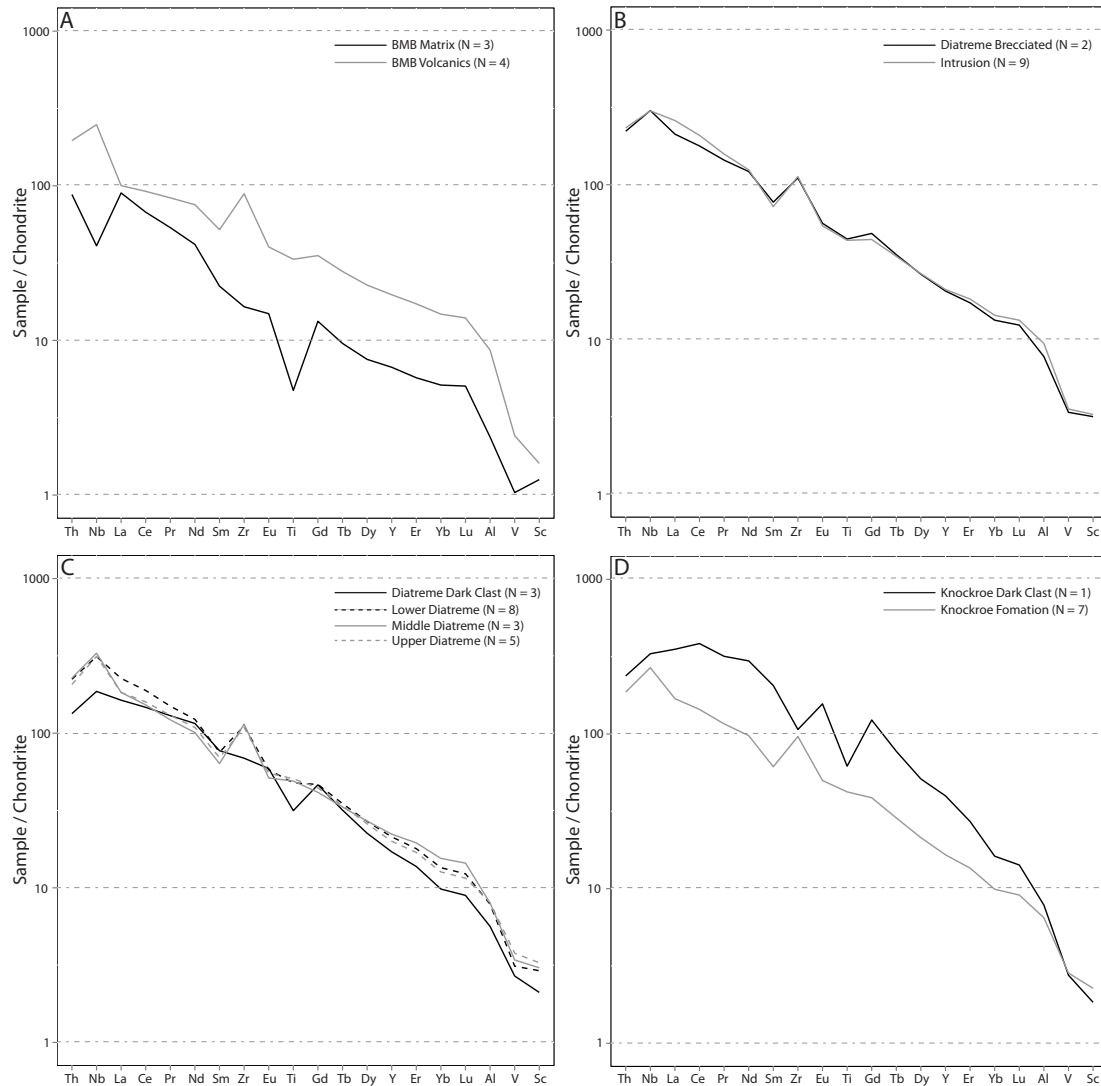 A
BMB Matrix (N = 3)
BMB Volcanics (N = 4)
Sample / Chondrite
1000
100
10
1
Th Nb La Ce Pr Nd Sm Zr Eu Ti Gd Tb Dy Y Er Yb Lu Al V Sc
B
Diatreme Brecciated (N = 2)
Intrusion (N = 9)
Sample / Chondrite
1000
100
10
1
Th Nb La Ce Pr Nd Sm Zr Eu Ti Gd Tb Dy Y Er Yb Lu Al V Sc
C
Diatreme Dark Clast (N = 3)
Lower Diatreme (N = 8)
Middle Diatreme (N = 3)
Upper Diatreme (N = 5)
Sample / Chondrite
1000
100
10
1
Th Nb La Ce Pr Nd Sm Zr Eu Ti Gd Tb Dy Y Er Yb Lu Al V Sc
D
Knockroe Dark Clast (N = 1)
Knockroe Fomation (N = 7)
Sample / Chondrite
1000
100
10
1
Th Nb La Ce Pr Nd Sm Zr Eu Ti Gd Tb Dy Y Er Yb Lu Al V Sc